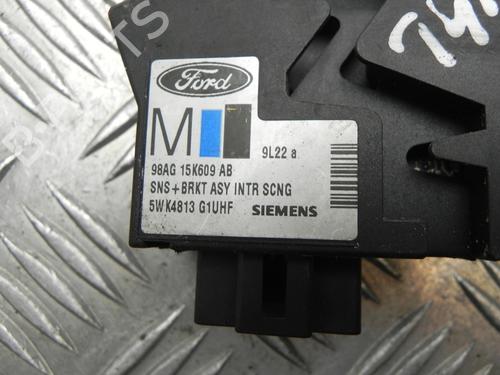 Ford
M
9L22 a
98AG 15K609 AB
SNS+BRKT ASY INTR SCNG
5WK4813 G1UHF SIEMENS